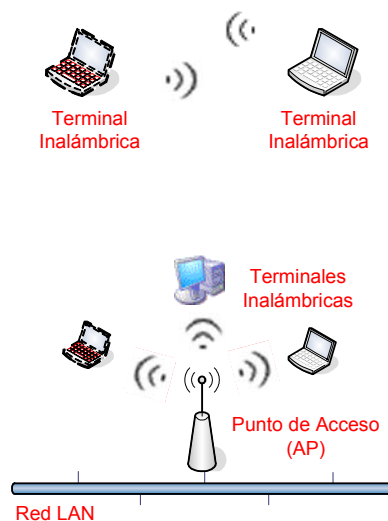 Terminal
Inalámbrica
Terminal
Inalámbrica
Terminales
Inalámbricas
Punto de Acceso
(AP)
Red LAN